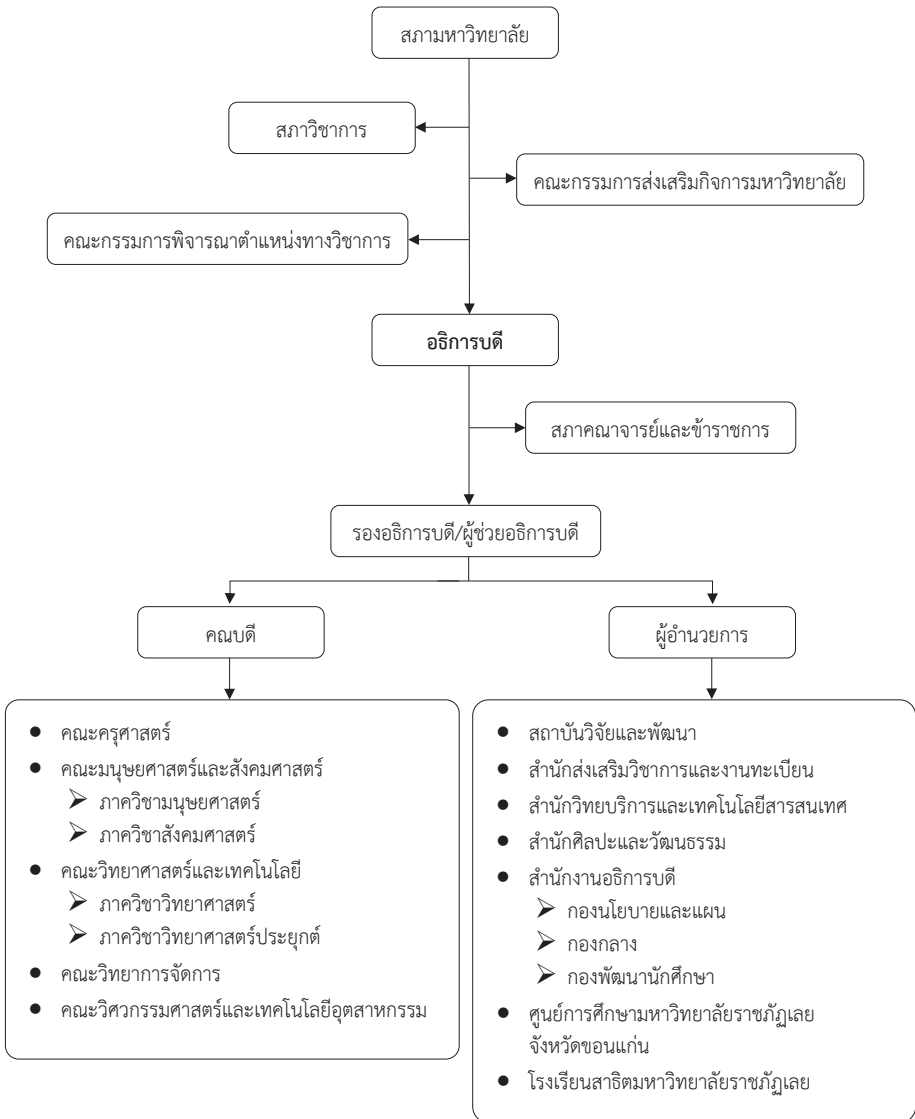 สภามหาวิทยาลัย
สภาวิชาการ
คณะกรรมการส่งเสริมกิจการมหาวิทยาลัย
คณะกรรมการพิจารณาตำแหน่งทางวิชาการ
อธิการบดี
สภาคณาจารย์และข้าราชการ
รองอธิการบดี/ผู้ช่วยอธิการบดี
คณบดี
● คณะครุศาสตร์
● คณะมนุษยศาสตร์และสังคมศาสตร์
➢ ภาควิชามนุษยศาสตร์
➢ ภาควิชาสังคมศาสตร์
● คณะวิทยาศาสตร์และเทคโนโลยี
➢ ภาควิชาวิทยาศาสตร์
➢ ภาควิชาวิทยาศาสตร์ประยุกต์
● คณะวิทยาการจัดการ
● คณะวิศวกรรมศาสตร์และเทคโนโลยีอุตสาหกรรม
ผู้อำนวยการ
● สถาบันวิจัยและพัฒนา
● สำนักส่งเสริมวิชาการและงานทะเบียน
● สำนักวิทยบริการและเทคโนโลยีสารสนเทศ
● สำนักศิลปะและวัฒนธรรม
● สำนักงานอธิการบดี
➢ กองนโยบายและแผน
➢ กองกลาง
➢ กองพัฒนานักศึกษา
● ศูนย์การศึกษามหาวิทยาลัยราชภัฏเลย
จังหวัดขอนแก่น
● โรงเรียนสาธิตมหาวิทยาลัยราชภัฏเลย